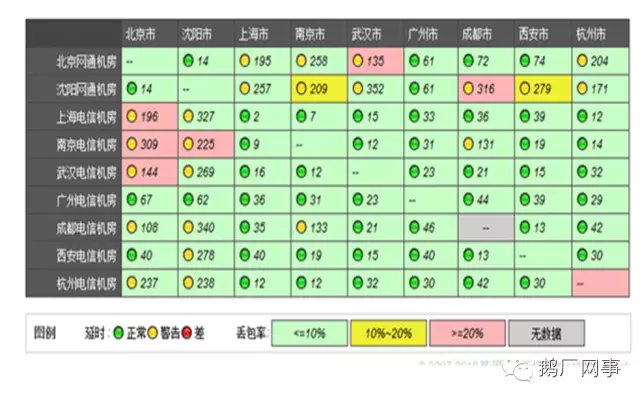 北京市 沈阳市 上海市 南京市 武汉市 广州市 成都市 西安市 杭州市
北京网通机房 -- 14 195 258 135 61 72 74 204
沈阳网通机房 14 -- 257 209 352 61 316 279 171
上海电信机房 196 327 2 7 15 33 36 39 12
南京电信机房 309 225 9 -- 12 31 131 19 14
武汉电信机房 144 269 16 12 -- 23 21 15 32
广州电信机房 67 62 36 31 23 -- 44 39 29
成都电信机房 108 340 35 133 21 46 -- 13 42
西安电信机房 40 278 40 19 15 40 13 -- 30
杭州电信机房 237 238 12 12 32 30 42 30 --
图例 延时: 正常 警告 差 丢包率: <=10% 10%~20% >=20% 无数据
鹅厂网事